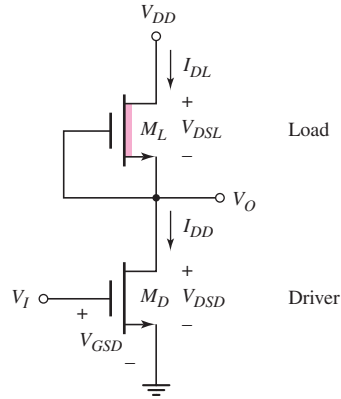 V_DD
I_DL
+
M_L V_DSL Load
–
V_O
I_DD
+
V_I M_D V_DSD Driver
+ –
V_GSD
–